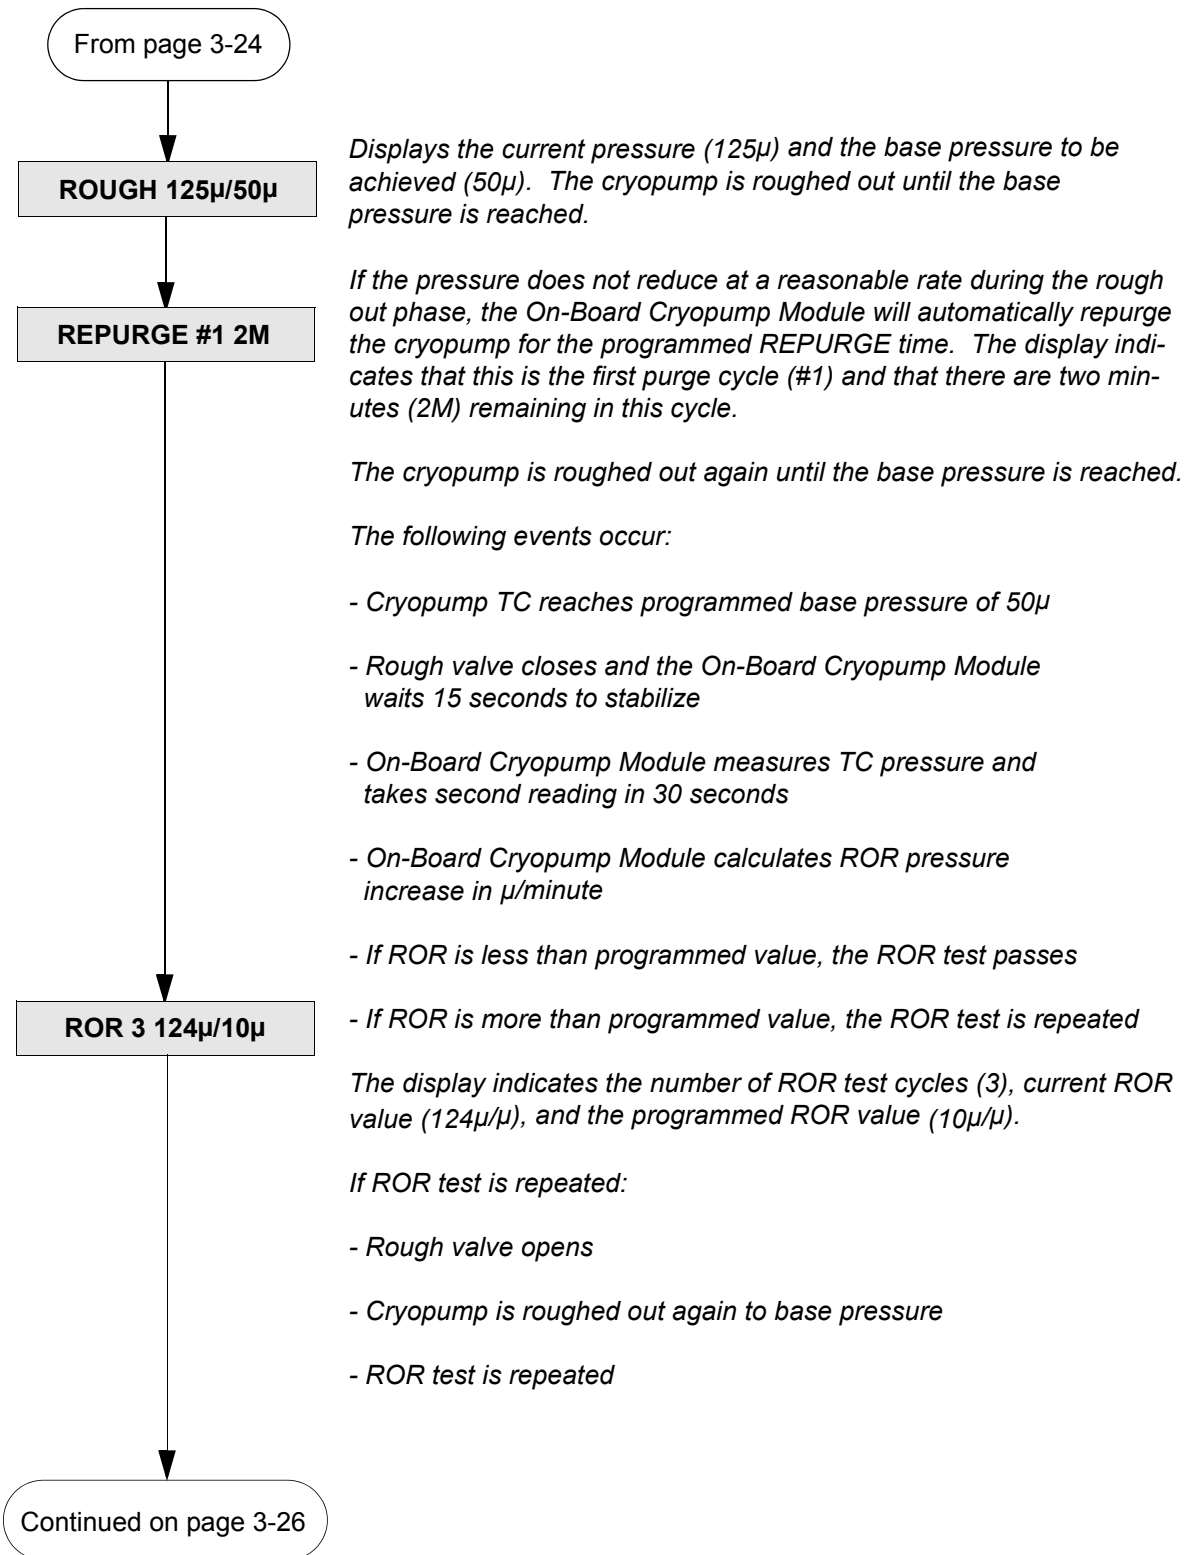 From page 3-24
ROUGH 125µ/50µ
Displays the current pressure (125µ) and the base pressure to be
achieved (50µ). The cryopump is roughed out until the base
pressure is reached.
REPURGE #1 2M
If the pressure does not reduce at a reasonable rate during the rough
out phase, the On-Board Cryopump Module will automatically repurge
the cryopump for the programmed REPURGE time. The display indi-
cates that this is the first purge cycle (#1) and that there are two min-
utes (2M) remaining in this cycle.
The cryopump is roughed out again until the base pressure is reached.
The following events occur:
- Cryopump TC reaches programmed base pressure of 50µ
- Rough valve closes and the On-Board Cryopump Module
waits 15 seconds to stabilize
- On-Board Cryopump Module measures TC pressure and
takes second reading in 30 seconds
- On-Board Cryopump Module calculates ROR pressure
increase in µ/minute
- If ROR is less than programmed value, the ROR test passes
ROR 3 124µ/10µ
- If ROR is more than programmed value, the ROR test is repeated
The display indicates the number of ROR test cycles (3), current ROR
value (124µ/µ), and the programmed ROR value (10µ/µ).
If ROR test is repeated:
- Rough valve opens
- Cryopump is roughed out again to base pressure
- ROR test is repeated
Continued on page 3-26